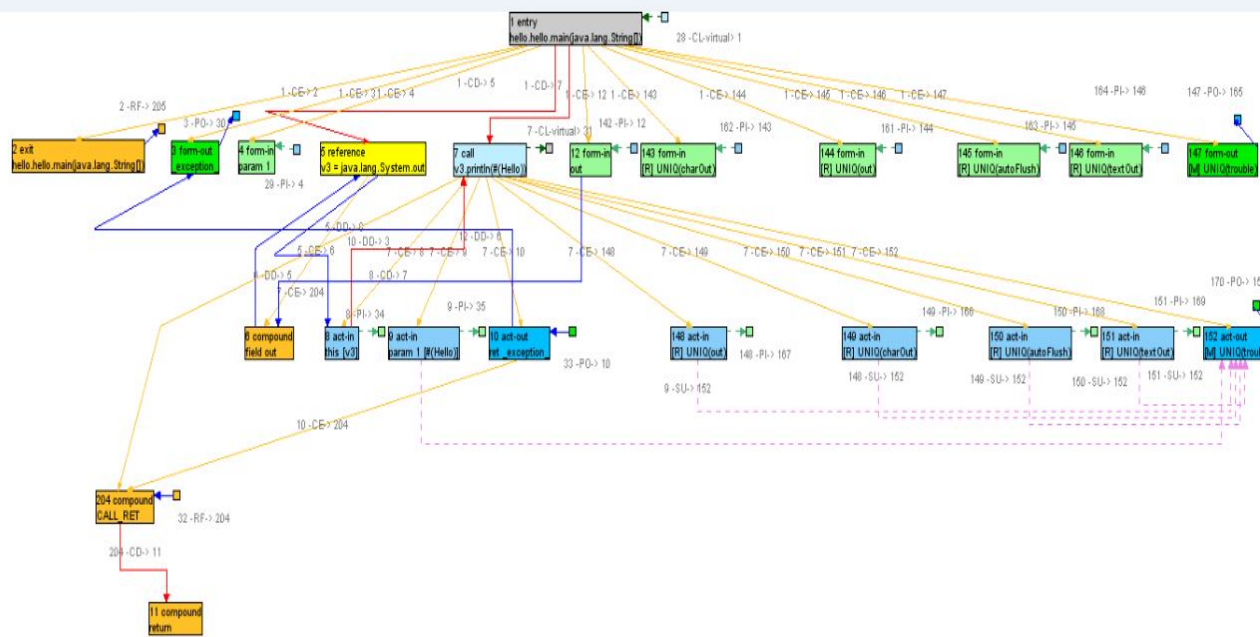 1 entry
hello.hello.main(java.lang.String[])
28 -CL-virtual> 1
1 -CE-> 2
1 -CE-> 3
1 -CE-> 4
1 -CD-> 5
1 -CD-> 7
1 -CE-> 12
1 -CE-> 143
1 -CE-> 144
1 -CE-> 145
1 -CE-> 146
1 -CE-> 147
2 -RF-> 205
3 -PO-> 30
142 -PI-> 12
7 -CL-virtual> 31
162 -PI-> 143
161 -PI-> 144
163 -PI-> 145
164 -PI-> 146
147 -PO-> 165
2 exit
hello.hello.main(java.lang.String[])
3 form-out
_exception_
4 form-in
param 1
5 reference
v3 = java.lang.System.out
7 call
v3.println(#(Hello))
12 form-in
out
143 form-in
[R] UNIQ(charOut)
144 form-in
[R] UNIQ(out)
145 form-in
[R] UNIQ(autoFlush)
146 form-in
[R] UNIQ(textOut)
147 form-out
[M] UNIQ(trouble)
29 -PI-> 4
5 -DD-> 8
10 -DD-> 3
12 -DD-> 6
5 -CE-> 6
6 -DD-> 5
7 -CE-> 8
7 -CE-> 9
7 -CE-> 10
7 -CE-> 148
7 -CE-> 149
7 -CE-> 150
7 -CE-> 151
7 -CE-> 152
8 -CD-> 7
7 -CE-> 204
8 -PI-> 34
9 -PI-> 35
149 -PI-> 166
150 -PI-> 168
151 -PI-> 169
6 compound
field out
8 act-in
this [v3]
9 act-in
param 1 [#(Hello)]
10 act-out
ret _exception_
148 act-in
[R] UNIQ(out)
149 act-in
[R] UNIQ(charOut)
150 act-in
[R] UNIQ(autoFlush)
151 act-in
[R] UNIQ(textOut)
152 act-out
33 -PO-> 10
148 -PI-> 167
9 -SU-> 152
148 -SU-> 152
149 -SU-> 152
150 -SU-> 152
151 -SU-> 152
10 -CE-> 204
204 compound
CALL_RET
32 -RF-> 204
204 -CD-> 11
11 compound
return